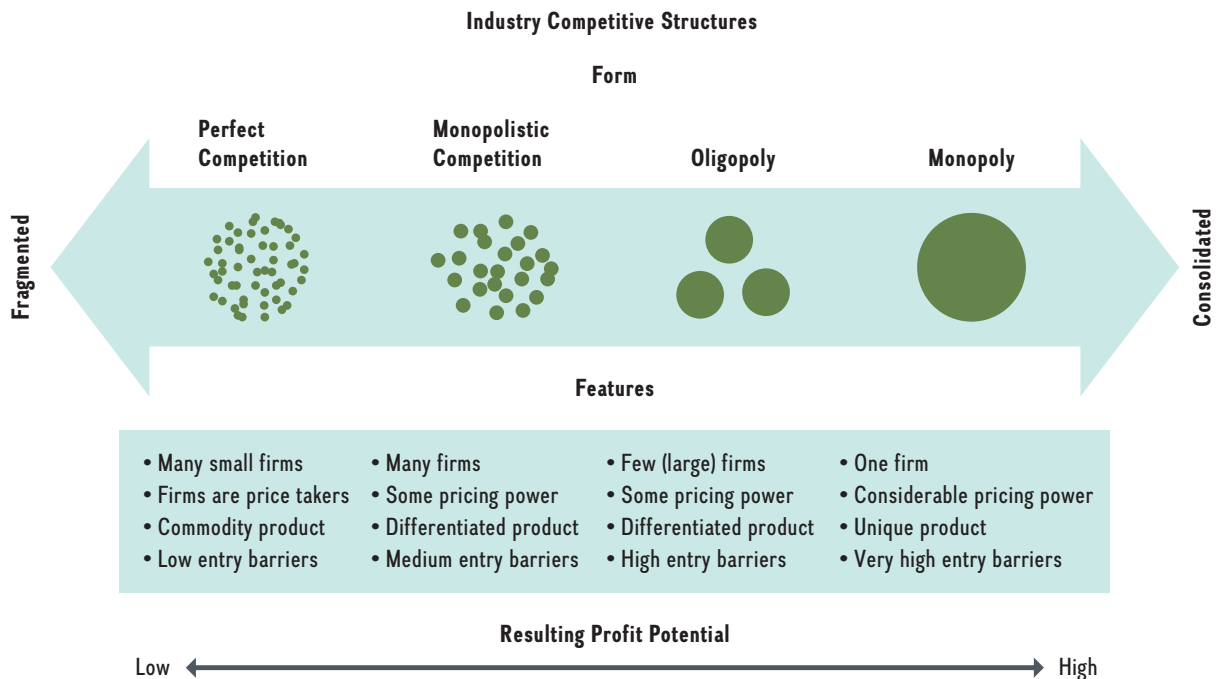 Industry Competitive Structures
Form
Perfect
Competition
Monopolistic
Competition
Oligopoly
Monopoly
Fragmented
Consolidated
Features
• Many small firms
• Firms are price takers
• Commodity product
• Low entry barriers
• Many firms
• Some pricing power
• Differentiated product
• Medium entry barriers
• Few (large) firms
• Some pricing power
• Differentiated product
• High entry barriers
• One firm
• Considerable pricing power
• Unique product
• Very high entry barriers
Resulting Profit Potential
Low
High